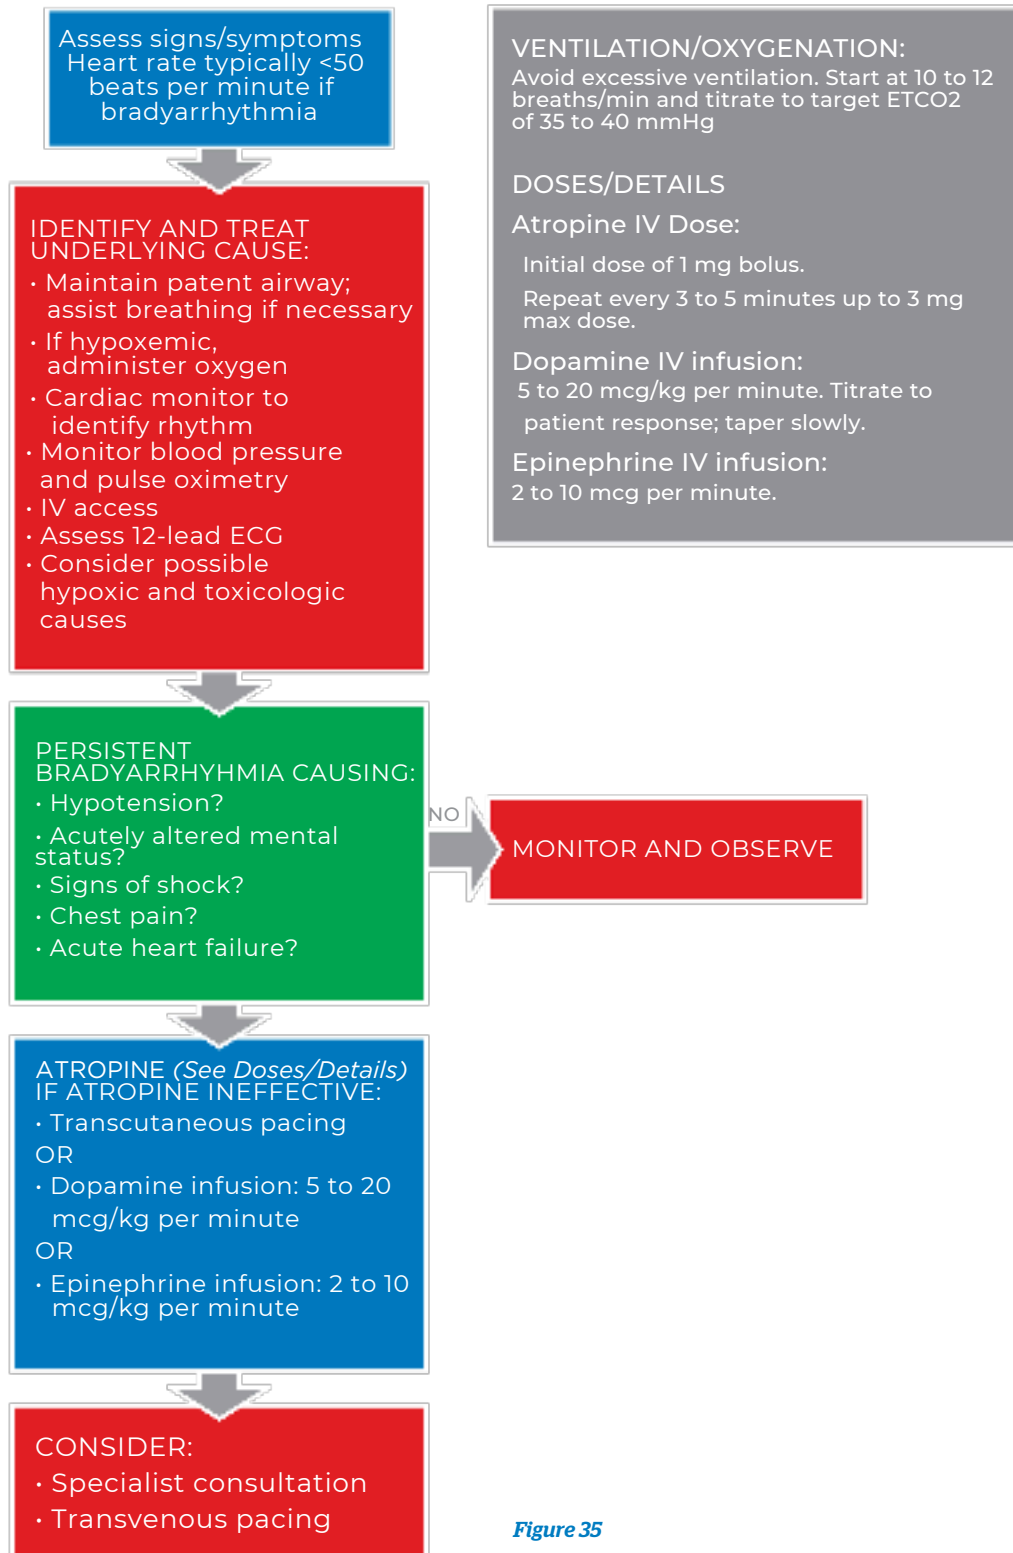 Assess signs/symptoms
Heart rate typically <50
beats per minute if
bradyarrhythmia
IDENTIFY AND TREAT
UNDERLYING CAUSE:
• Maintain patent airway;
assist breathing if necessary
• If hypoxemic,
administer oxygen
• Cardiac monitor to
identify rhythm
• Monitor blood pressure
and pulse oximetry
• IV access
• Assess 12-lead ECG
• Consider possible
hypoxic and toxicologic
causes
PERSISTENT
BRADYARRHYHMIA CAUSING:
• Hypotension?
• Acutely altered mental
status?
• Signs of shock?
• Chest pain?
• Acute heart failure?
NO
MONITOR AND OBSERVE
ATROPINE (See Doses/Details)
IF ATROPINE INEFFECTIVE:
• Transcutaneous pacing
OR
• Dopamine infusion: 5 to 20
mcg/kg per minute
OR
• Epinephrine infusion: 2 to 10
mcg/kg per minute
CONSIDER:
• Specialist consultation
• Transvenous pacing
VENTILATION/OXYGENATION:
Avoid excessive ventilation. Start at 10 to 12
breaths/min and titrate to target ETCO2
of 35 to 40 mmHg
DOSES/DETAILS
Atropine IV Dose:
Initial dose of 1 mg bolus.
Repeat every 3 to 5 minutes up to 3 mg
max dose.
Dopamine IV infusion:
5 to 20 mcg/kg per minute. Titrate to
patient response; taper slowly.
Epinephrine IV infusion:
2 to 10 mcg per minute.
Figure 35